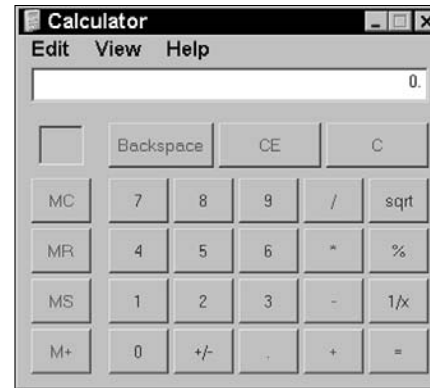 Calculator
Edit View Help
0.
Backspace CE C
MC 7 8 9 / sqrt
MR 4 5 6 * %
MS 1 2 3 - 1/x
M+ 0 +/- . + =